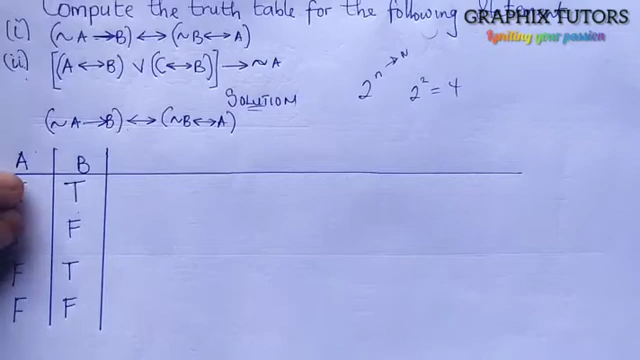 Compute the truth table for the following
GRAPHIX TUTORS
Igniting your passion
(i) (~A→B)↔(~B↔A)
(ii) [(A↔B) ∨ (C↔B)]→~A
2ⁿ → N 2² = 4
SOLUTION
(~A→B)↔(~B↔A)
A B
T
F
F T
F F